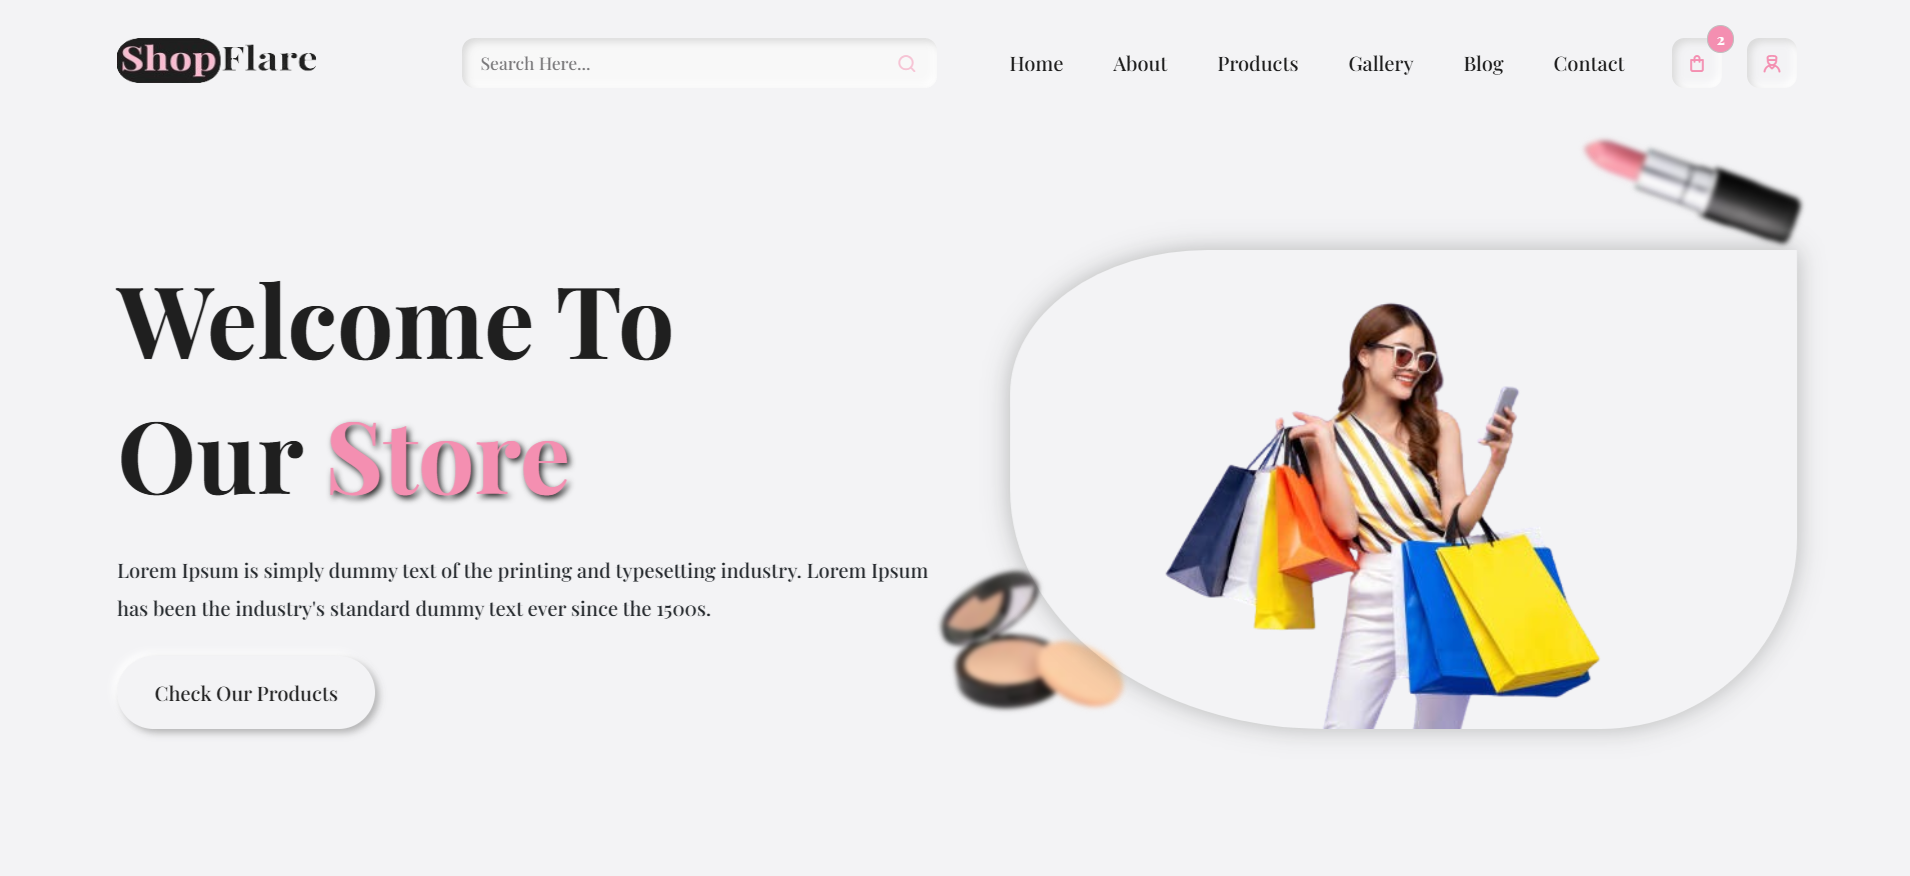 ShopFlare
Search Here...
Home
About
Products
Gallery
Blog
Contact
2
Welcome To
Our Store
Lorem Ipsum is simply dummy text of the printing and typesetting industry. Lorem Ipsum
has been the industry's standard dummy text ever since the 1500s.
Check Our Products